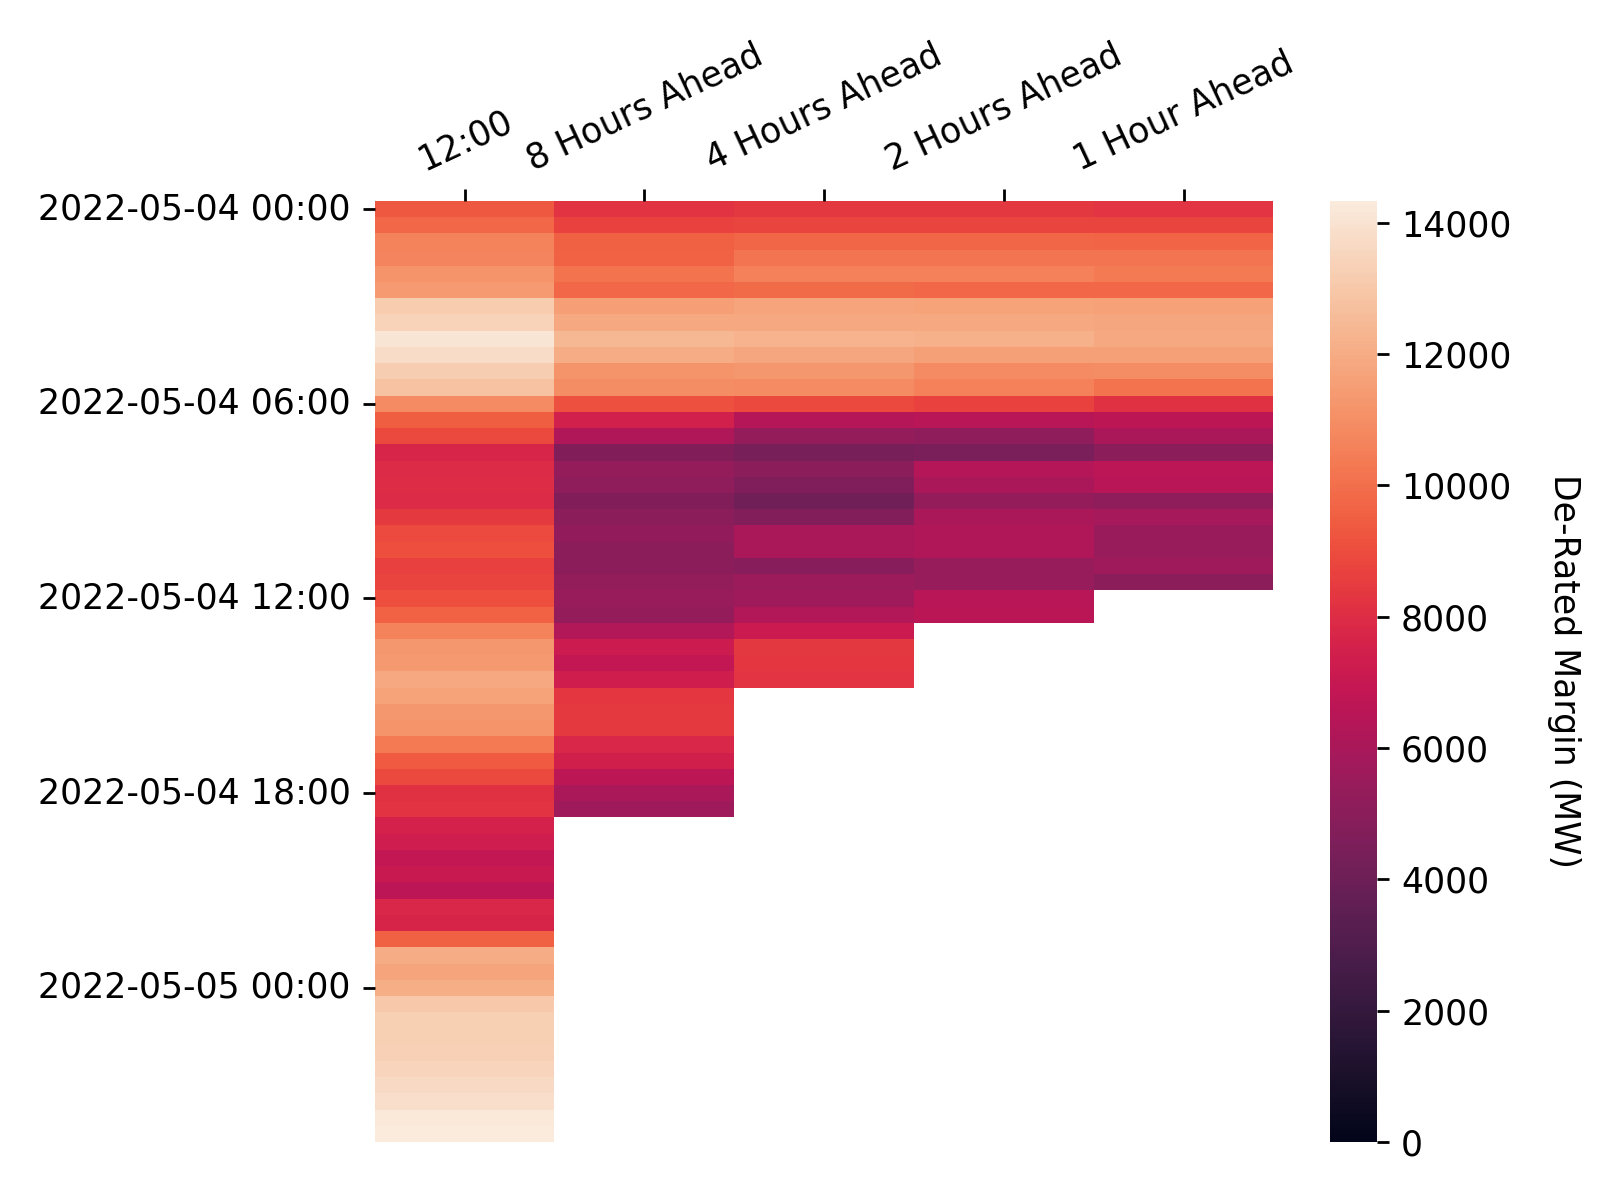 12:00
8 Hours Ahead
4 Hours Ahead
2 Hours Ahead
1 Hour Ahead
2022-05-04 00:00
2022-05-04 06:00
2022-05-04 12:00
2022-05-04 18:00
2022-05-05 00:00
14000
12000
10000
8000
6000
4000
2000
0
De-Rated Margin (MW)